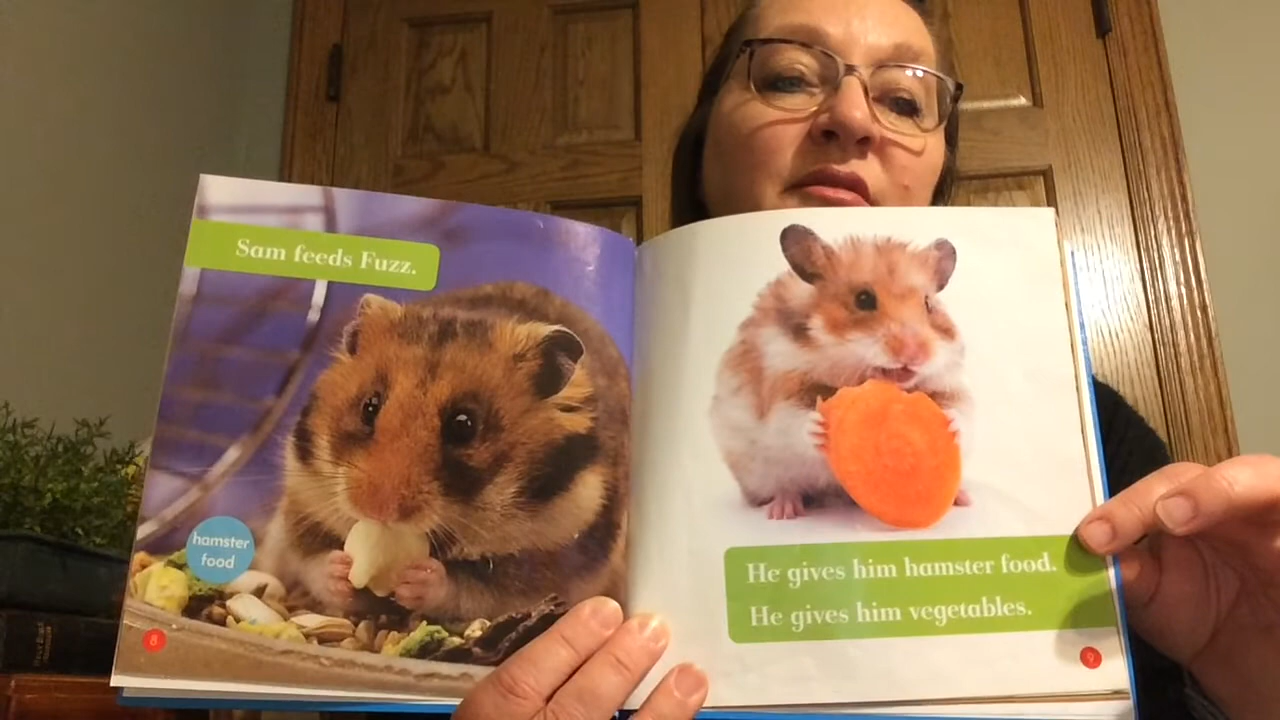 Sam feeds Fuzz.
hamster
food
8
He gives him hamster food.
He gives him vegetables.
9